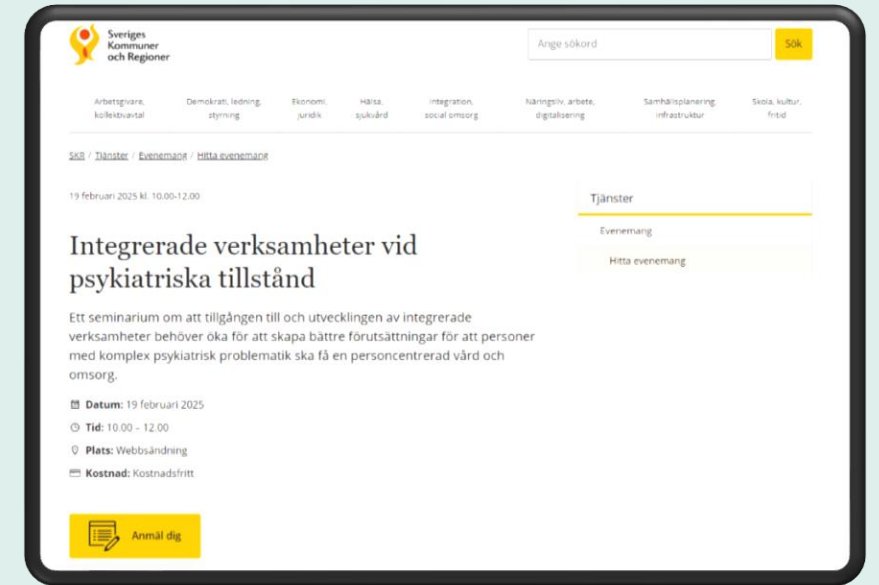 Sveriges
Kommuner
och Regioner
Ange sökord
Sök
Arbetsgivare, kollektivavtal
Demokrati, ledning, styrning
Ekonomi, juridik
Hälsa, sjukvård
Integration, social omsorg
Näringsliv, arbete, digitalisering
Samhällsplanering, infrastruktur
Skola, kultur, fritid
SKR / Tjänster / Evenemang / Hitta evenemang
19 februari 2025 kl. 10.00-12.00
Integrerade verksamheter vid
psykiatriska tillstånd
Ett seminarium om att tillgången till och utvecklingen av integrerade
verksamheter behöver öka för att skapa bättre förutsättningar för att personer
med komplex psykiatrisk problematik ska få en personcentrerad vård och
omsorg.
Datum: 19 februari 2025
Tid: 10.00 - 12.00
Plats: Webbsändning
Kostnad: Kostnadsfritt
Anmäl dig
Tjänster
Evenemang
Hitta evenemang